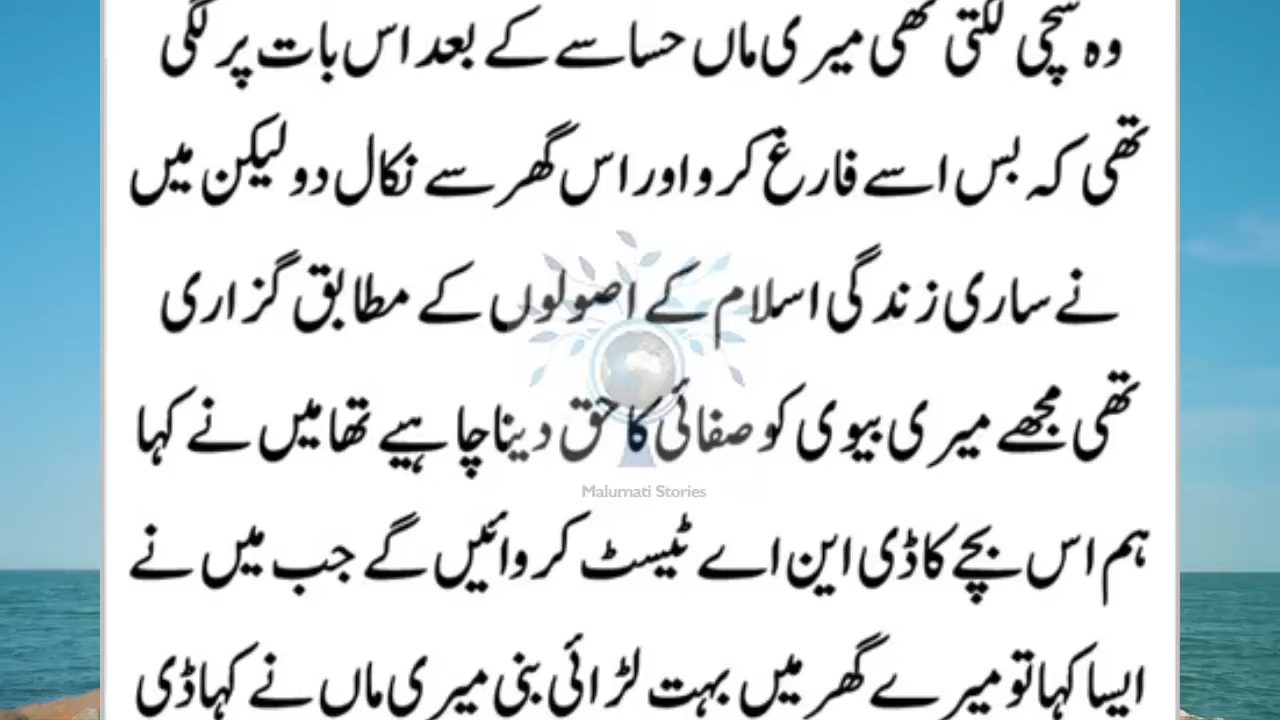 وہ سچی لگتی تھی میری ماں حساسے کے بعد اس بات پر لگی
تھی کہ بس اسے فارغ کرو اور اس گھر سے نکال دو لیکن میں
نے ساری زندگی اسلام کے اصولوں کے مطابق گزاری
تھی مجھے میری بیوی کو صفائی کا حق دینا چاہیے تھا میں نے کہا
Malumati Stories
ہم اس بچے کا ڈی این اے ٹیسٹ کروائیں گے جب میں نے
ایسا کہا تو میرے گھر میں بہت لڑائی بنی میری ماں نے کہا ڈی